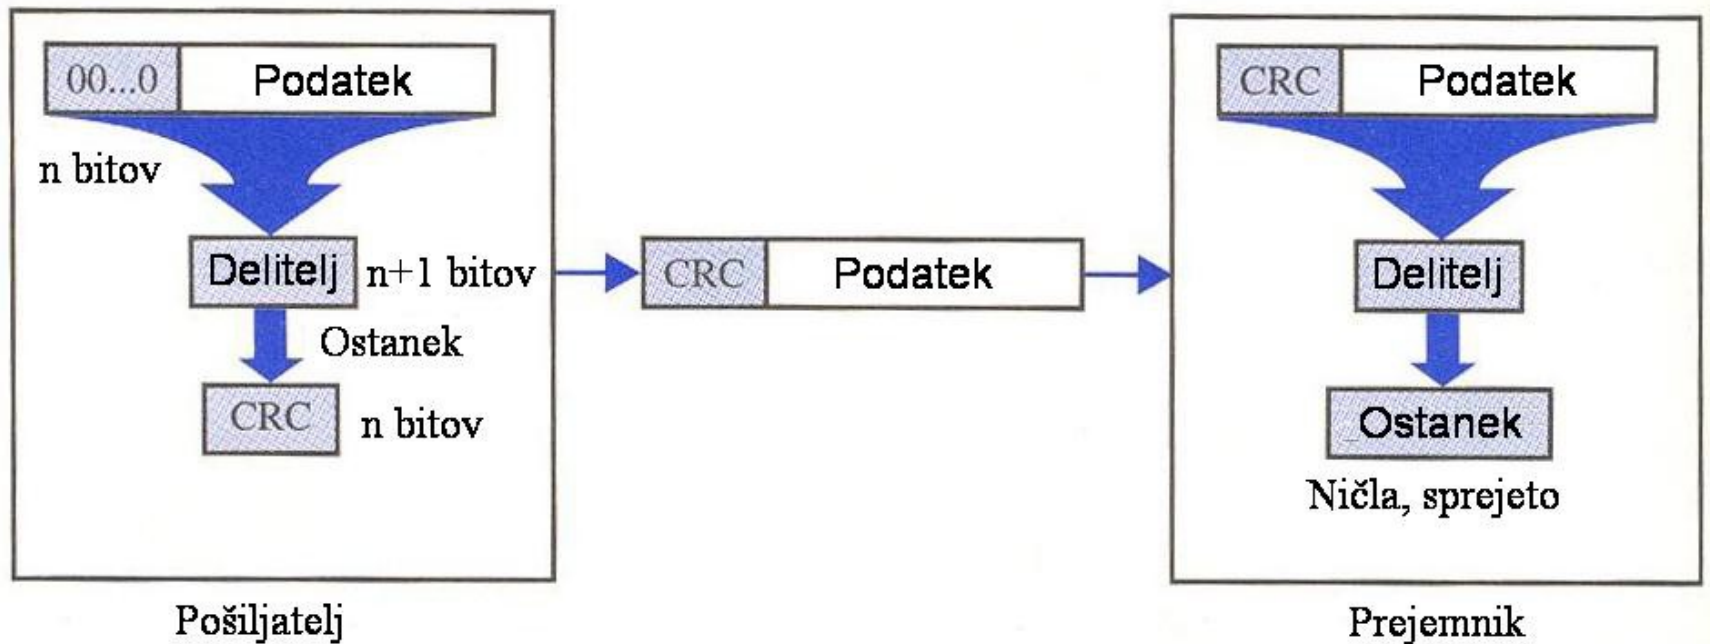 00...0 Podatek
n bitov
Delitelj n+1 bitov
Ostanek
CRC n bitov
Pošiljatelj
CRC Podatek
CRC Podatek
Delitelj
Ostanek
Ničla, sprejeto
Prejemnik